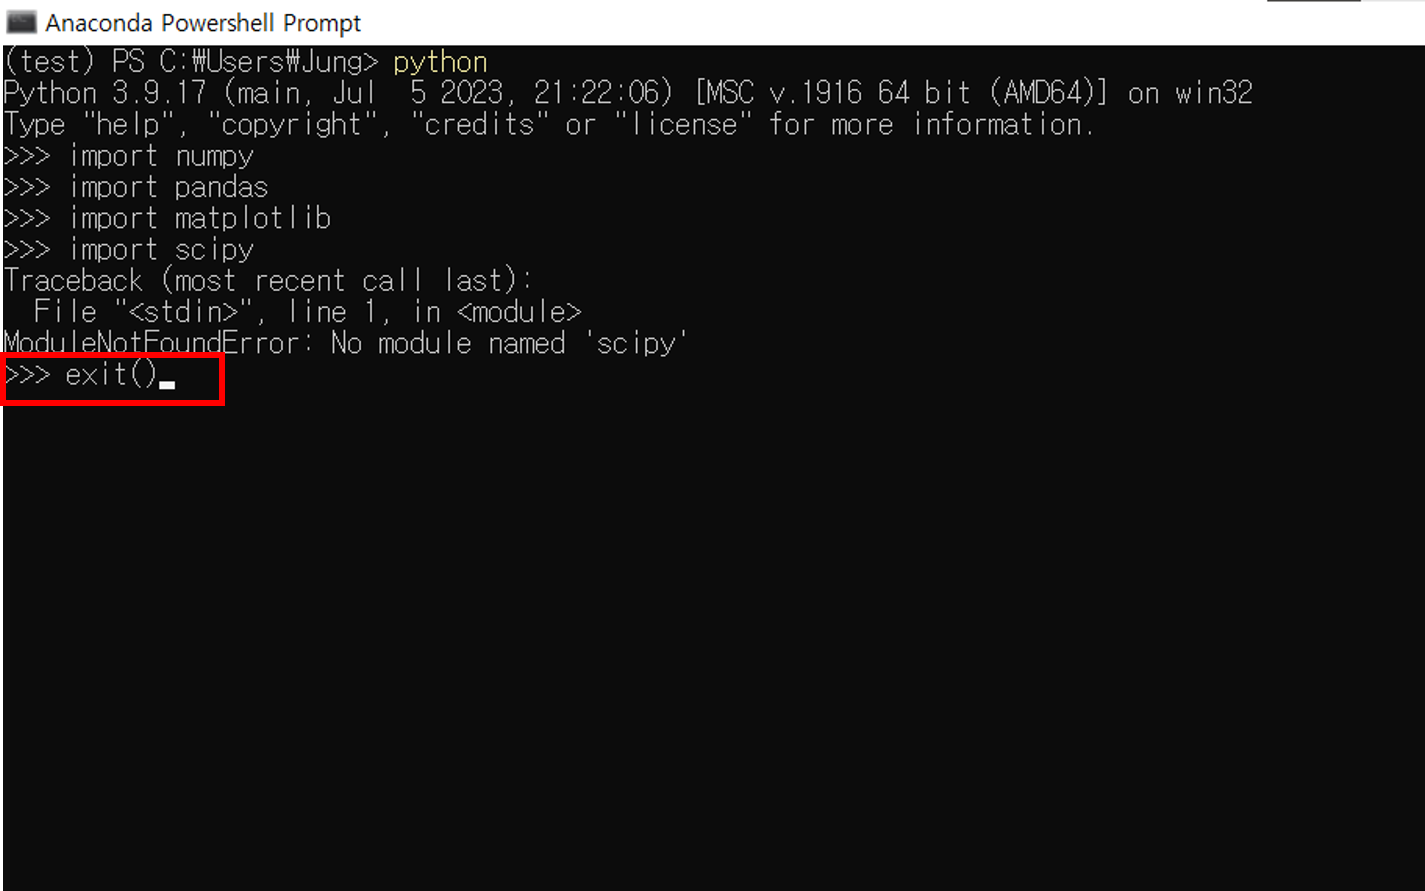 Anaconda Powershell Prompt
(test) PS C:₩Users₩Jung> python
Python 3.9.17 (main, Jul  5 2023, 21:22:06) [MSC v.1916 64 bit (AMD64)] on win32
Type "help", "copyright", "credits" or "license" for more information.
>>> import numpy
>>> import pandas
>>> import matplotlib
>>> import scipy
Traceback (most recent call last):
  File "<stdin>", line 1, in <module>
ModuleNotFoundError: No module named 'scipy'
>>> exit()